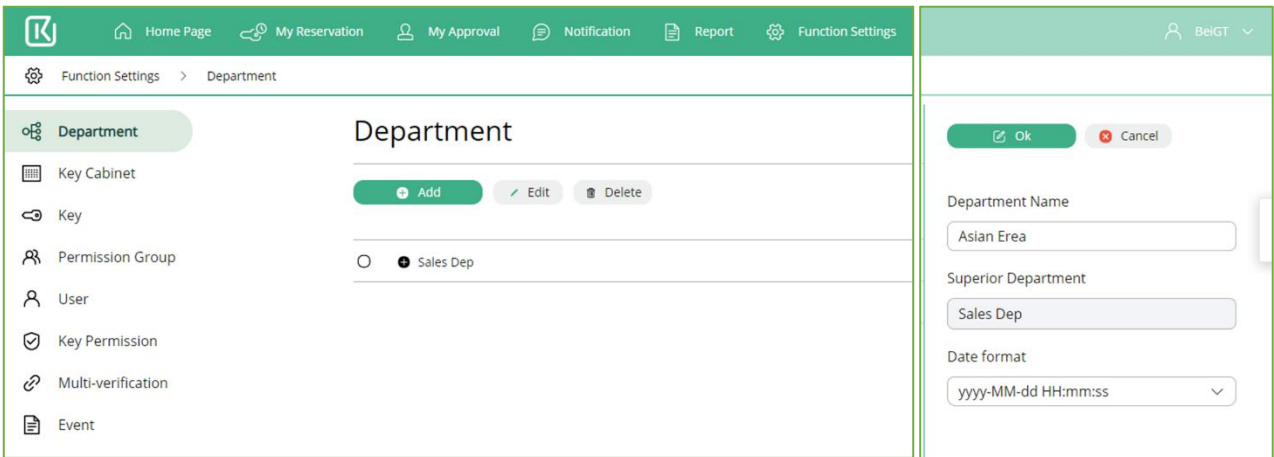 Home Page My Reservation My Approval Notification Report Function Settings BeiGT
Function Settings > Department
Department
Key Cabinet
Key
Permission Group
User
Key Permission
Multi-verification
Event
Department
Add Edit Delete
Sales Dep
Ok Cancel
Department Name
Asian Erea
Superior Department
Sales Dep
Date format
yyyy-MM-dd HH:mm:ss